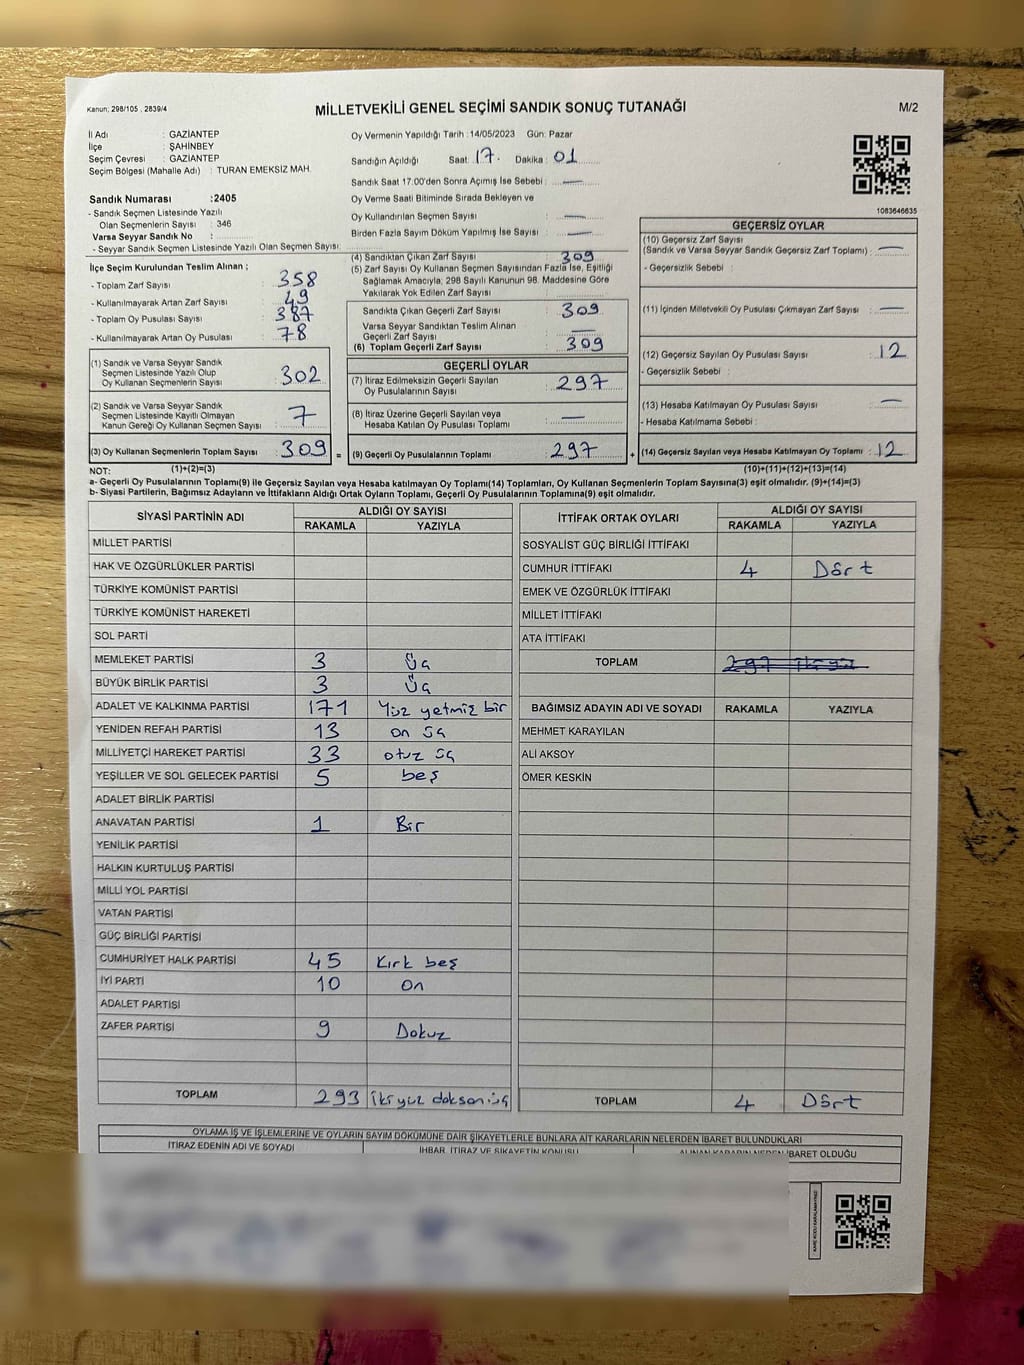 Kanun; 298/105 , 2839/4
MİLLETVEKİLİ GENEL SEÇİMİ SANDIK SONUÇ TUTANAĞI
M/2
İl Adı : GAZİANTEP
İlçe : ŞAHİNBEY
Seçim Çevresi : GAZİANTEP
Seçim Bölgesi (Mahalle Adı) : TURAN EMEKSİZ MAH.
Sandık Numarası :2405
- Sandık Seçmen Listesinde Yazılı
Olan Seçmenlerin Sayısı : 346
Varsa Seyyar Sandık No :
- Seyyar Sandık Seçmen Listesinde Yazılı Olan Seçmen Sayısı:
Oy Vermenin Yapıldığı Tarih :14/05/2023 Gün: Pazar
Sandığın Açıldığı Saat: 17. Dakika : 01
Sandık Saat 17:00'den Sonra Açımış İse Sebebi : —
Oy Verme Saati Bitiminde Sırada Bekleyen ve
Oy Kullandırılan Seçmen Sayısı : —
Birden Fazla Sayım Döküm Yapılmış İse Sayısı : —
1083646635
İlçe Seçim Kurulundan Teslim Alınan ;
- Toplam Zarf Sayısı : 358
- Kullanılmayarak Artan Zarf Sayısı : 49
- Toplam Oy Pusulası Sayısı : 387
- Kullanılmayarak Artan Oy Pusulası : 78
(1) Sandık ve Varsa Seyyar Sandık
Seçmen Listesinde Yazılı Olup
Oy Kullanan Seçmenlerin Sayısı : 302
(2) Sandık ve Varsa Seyyar Sandık
Seçmen Listesinde Kayıtlı Olmayan
Kanun Gereği Oy Kullanan Seçmen Sayısı : 7
(3) Oy Kullanan Seçmenlerin Toplam Sayısı : 309 =
(4) Sandıktan Çıkan Zarf Sayısı : 309
(5) Zarf Sayısı Oy Kullanan Seçmen Sayısından Fazla İse, Eşitliği
Sağlamak Amacıyla; 298 Sayılı Kanunun 98. Maddesine Göre
Yakılarak Yok Edilen Zarf Sayısı :
Sandıkta Çıkan Geçerli Zarf Sayısı : 309
Varsa Seyyar Sandıktan Teslim Alınan
Geçerli Zarf Sayısı : —
(6) Toplam Geçerli Zarf Sayısı : 309
GEÇERLİ OYLAR
(7) İtiraz Edilmeksizin Geçerli Sayılan
Oy Pusulalarının Sayısı : 297
(8) İtiraz Üzerine Geçerli Sayılan veya
Hesaba Katılan Oy Pusulası Toplamı : —
(9) Geçerli Oy Pusulalarının Toplamı : 297 +
GEÇERSİZ OYLAR
(10) Geçersiz Zarf Sayısı
(Sandık ve Varsa Seyyar Sandık Geçersiz Zarf Toplamı) : —
- Geçersizlik Sebebi :
(11) İçinden Milletvekili Oy Pusulası Çıkmayan Zarf Sayısı : —
(12) Geçersiz Sayılan Oy Pusulası Sayısı : 12
- Geçersizlik Sebebi :
(13) Hesaba Katılmayan Oy Pusulası Sayısı : —
- Hesaba Katılmama Sebebi :
(14) Geçersiz Sayılan veya Hesaba Katılmayan Oy Toplamı : 12
NOT: (1)+(2)=(3) (10)+(11)+(12)+(13)=(14)
a- Geçerli Oy Pusulalarının Toplamı(9) ile Geçersiz Sayılan veya Hesaba katılmayan Oy Toplamı(14) Toplamları, Oy Kullanan Seçmenlerin Toplam Sayısına(3) eşit olmalıdır. (9)+(14)=(3)
b- Siyasi Partilerin, Bağımsız Adayların ve İttifakların Aldığı Ortak Oyların Toplamı, Geçerli Oy Pusulalarının Toplamına(9) eşit olmalıdır.
SİYASİ PARTİNİN ADI ALDIĞI OY SAYISI
RAKAMLA YAZIYLA
MİLLET PARTİSİ
HAK VE ÖZGÜRLÜKLER PARTİSİ
TÜRKİYE KOMÜNİST PARTİSİ
TÜRKİYE KOMÜNİST HAREKETİ
SOL PARTİ
MEMLEKET PARTİSİ 3 Üç
BÜYÜK BİRLİK PARTİSİ 3 Üç
ADALET VE KALKINMA PARTİSİ 171 Yüz yetmiz bir
YENİDEN REFAH PARTİSİ 13 on üç
MİLLİYETÇİ HAREKET PARTİSİ 33 otuz üç
YEŞİLLER VE SOL GELECEK PARTİSİ 5 beş
ADALET BİRLİK PARTİSİ
ANAVATAN PARTİSİ 1 Bir
YENİLİK PARTİSİ
HALKIN KURTULUŞ PARTİSİ
MİLLİ YOL PARTİSİ
VATAN PARTİSİ
GÜÇ BİRLİĞİ PARTİSİ
CUMHURİYET HALK PARTİSİ 45 Kırk beş
İYİ PARTİ 10 on
ADALET PARTİSİ
ZAFER PARTİSİ 9 Dokuz
TOPLAM 293 ikiyüz doksan üç
İTTİFAK ORTAK OYLARI ALDIĞI OY SAYISI
RAKAMLA YAZIYLA
SOSYALİST GÜÇ BİRLİĞİ İTTİFAKI
CUMHUR İTTİFAKI 4 Dört
EMEK VE ÖZGÜRLÜK İTTİFAKI
MİLLET İTTİFAKI
ATA İTTİFAKI
TOPLAM 297
BAĞIMSIZ ADAYIN ADI VE SOYADI RAKAMLA YAZIYLA
MEHMET KARAYILAN
ALİ AKSOY
ÖMER KESKİN
TOPLAM 4 Dört
OYLAMA İŞ VE İŞLEMLERİNE VE OYLARIN SAYIM DÖKÜMÜNE DAİR ŞİKAYETLERLE BUNLARA AİT KARARLARIN NELERDEN İBARET BULUNDUKLARI
İTİRAZ EDENİN ADI VE SOYADI İHBAR, İTİRAZ VE ŞİKAYETİN KONUSU ALINAN KARARIN NEDEN İBARET OLDUĞU